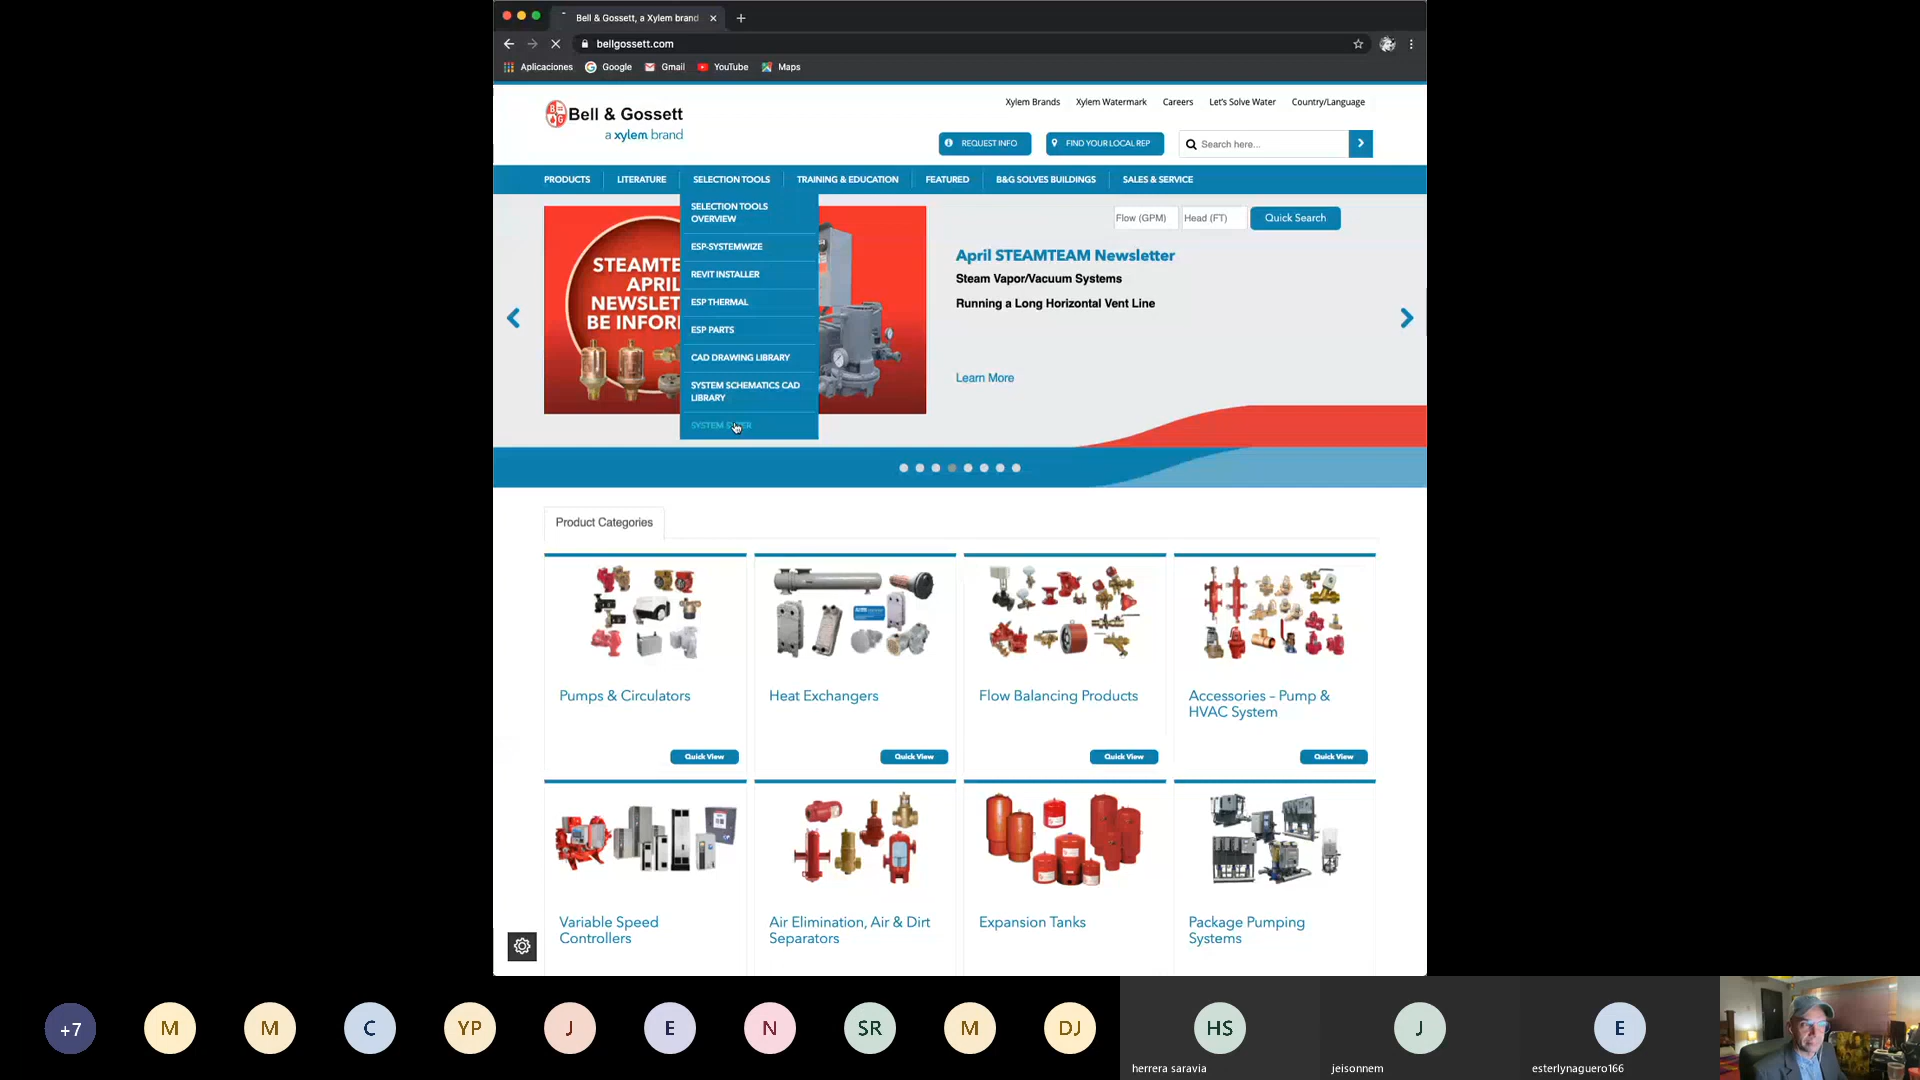 Bell & Gossett, a Xylem brand
bellgossett.com
Aplicaciones Google Gmail YouTube Maps
Xylem Brands Xylem Watermark Careers Let's Solve Water Country/Language
Bell & Gossett
a xylem brand
REQUEST INFO FIND YOUR LOCAL REP Search here...
PRODUCTS LITERATURE SELECTION TOOLS TRAINING & EDUCATION FEATURED B&G SOLVES BUILDINGS SALES & SERVICE
SELECTION TOOLS
OVERVIEW
ESP-SYSTEMWIZE
REVIT INSTALLER
ESP THERMAL
ESP PARTS
CAD DRAWING LIBRARY
SYSTEM SCHEMATICS CAD
LIBRARY
SYSTEM
STEAMTE
APRIL
NEWSLET
BE INFOR
Flow (GPM) Head (FT) Quick Search
April STEAMTEAM Newsletter
Steam Vapor/Vacuum Systems
Running a Long Horizontal Vent Line
Learn More
Product Categories
Pumps & Circulators
Quick View
Heat Exchangers
Quick View
Flow Balancing Products
Quick View
Accessories – Pump &
HVAC System
Quick View
Variable Speed
Controllers
Air Elimination, Air & Dirt
Separators
Expansion Tanks
Package Pumping
Systems
+7 M M C YP J E N SR M DJ HS J E
herrera saravia jeisonnem esterlynaguero166